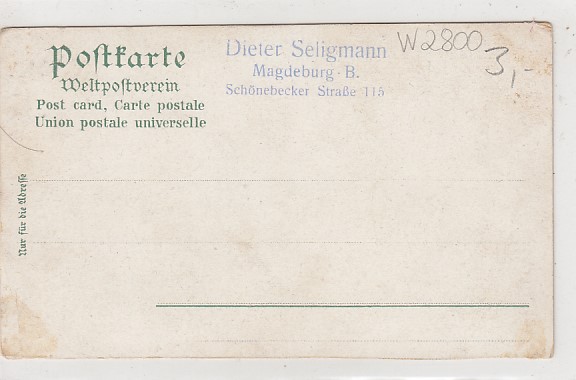 Postkarte
Weltpostverein
Post card, Carte postale
Union postale universelle
Dieter Seligmann
Magdeburg B.
Schönebecker Straße 115
W2800
3,-
Nur für die Adresse